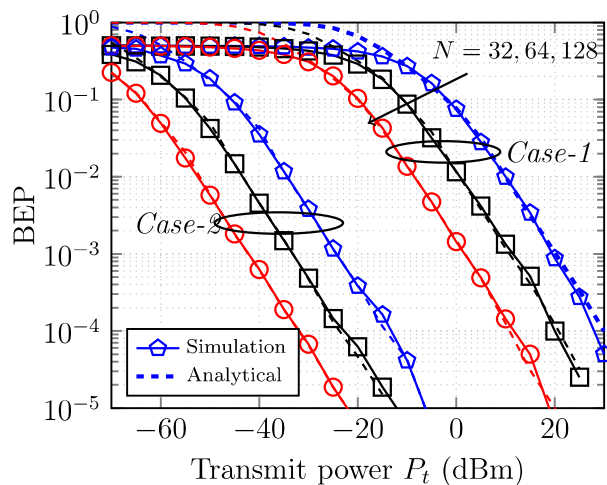 10^0
10^−1
10^−2
10^−3
10^−4
10^−5
BEP
N = 32, 64, 128
Case-1
Case-2
Simulation
Analytical
−60 −40 −20 0 20
Transmit power P_t (dBm)